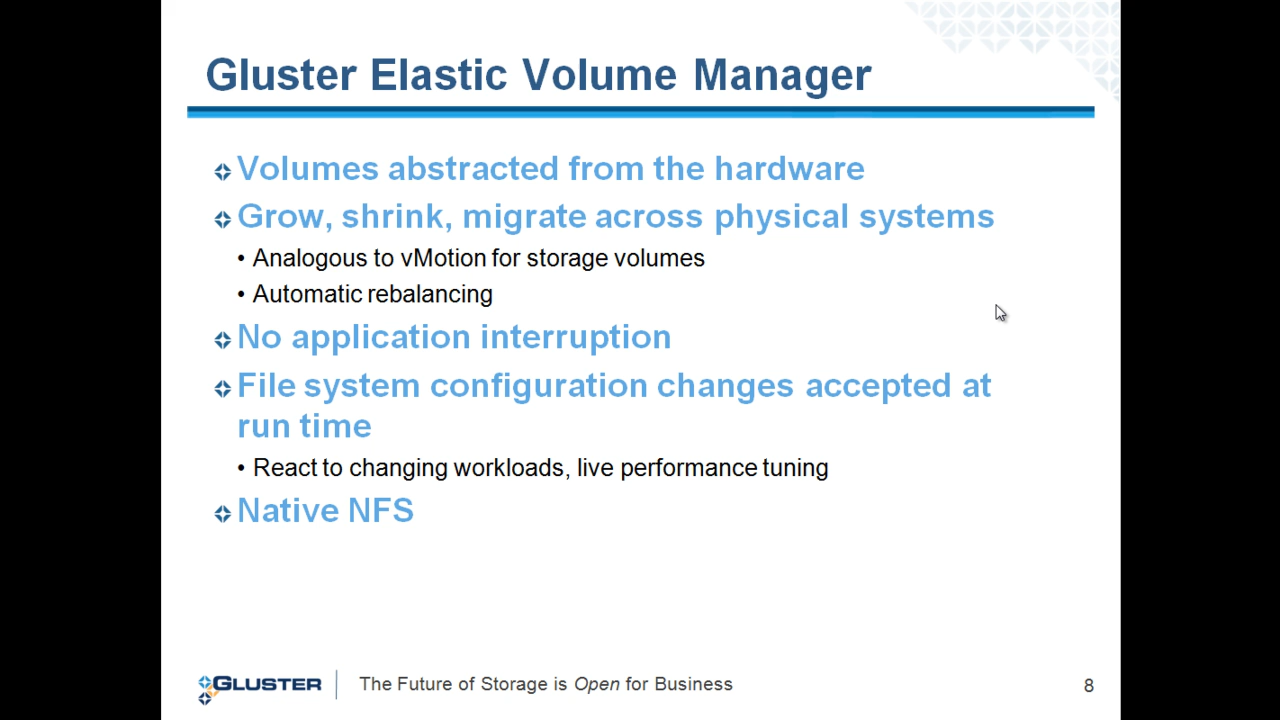 Gluster Elastic Volume Manager
Volumes abstracted from the hardware
Grow, shrink, migrate across physical systems
• Analogous to vMotion for storage volumes
• Automatic rebalancing
No application interruption
File system configuration changes accepted at
run time
• React to changing workloads, live performance tuning
Native NFS
GLUSTER
The Future of Storage is Open for Business
8